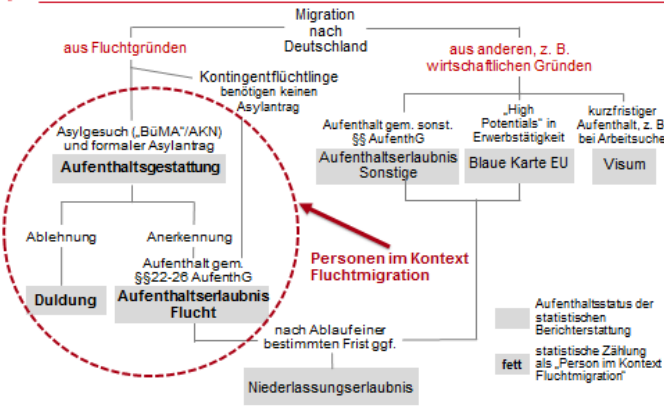 Migration
nach
Deutschland
aus Fluchtgründen
aus anderen, z. B.
wirtschaftlichen Gründen
Kontingentflüchtlinge
benötigen keinen
Asylantrag
Asylgesuch („BüMA“/AKN)
und formaler Asylantrag
Aufenthaltsgestattung
Aufenthalt gem. sonst.
§§ AufenthG
Aufenthaltserlaubnis
Sonstige
„High
Potentials“ in
Erwerbstätigkeit
Blaue Karte EU
kurzfristiger
Aufenthalt, z. B.
bei Arbeitsuche
Visum
Ablehnung
Anerkennung
Aufenthalt gem.
§§22-26 AufenthG
Duldung
Aufenthaltserlaubnis
Flucht
Personen im Kontext
Fluchtmigration
nach Ablauf einer
bestimmten Frist ggf.
Niederlassungserlaubnis
Aufenthaltsstatus der
statistischen
Berichterstattung
fett
statistische Zählung
als „Person im Kontext
Fluchtmigration“